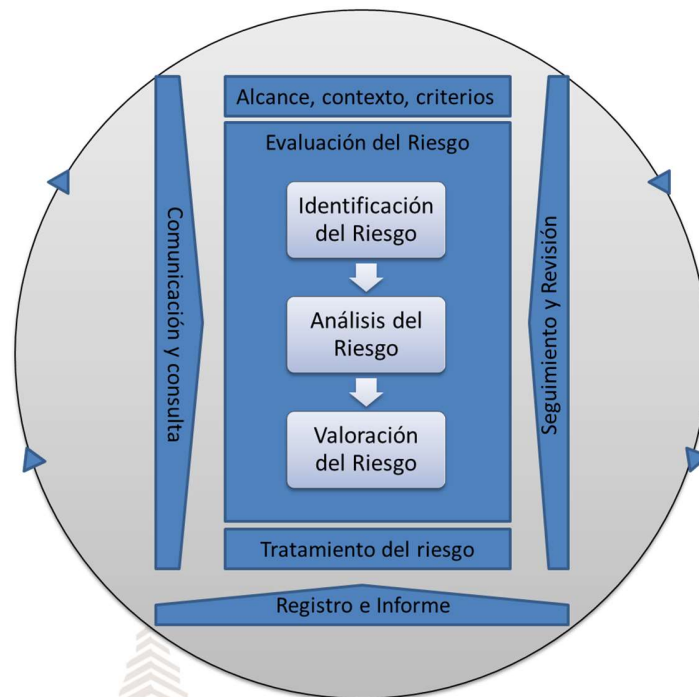 Alcance, contexto, criterios
Evaluación del Riesgo
Identificación
del Riesgo
Análisis del
Riesgo
Valoración
del Riesgo
Tratamiento del riesgo
Comunicación y consulta
Seguimiento y Revisión
Registro e Informe